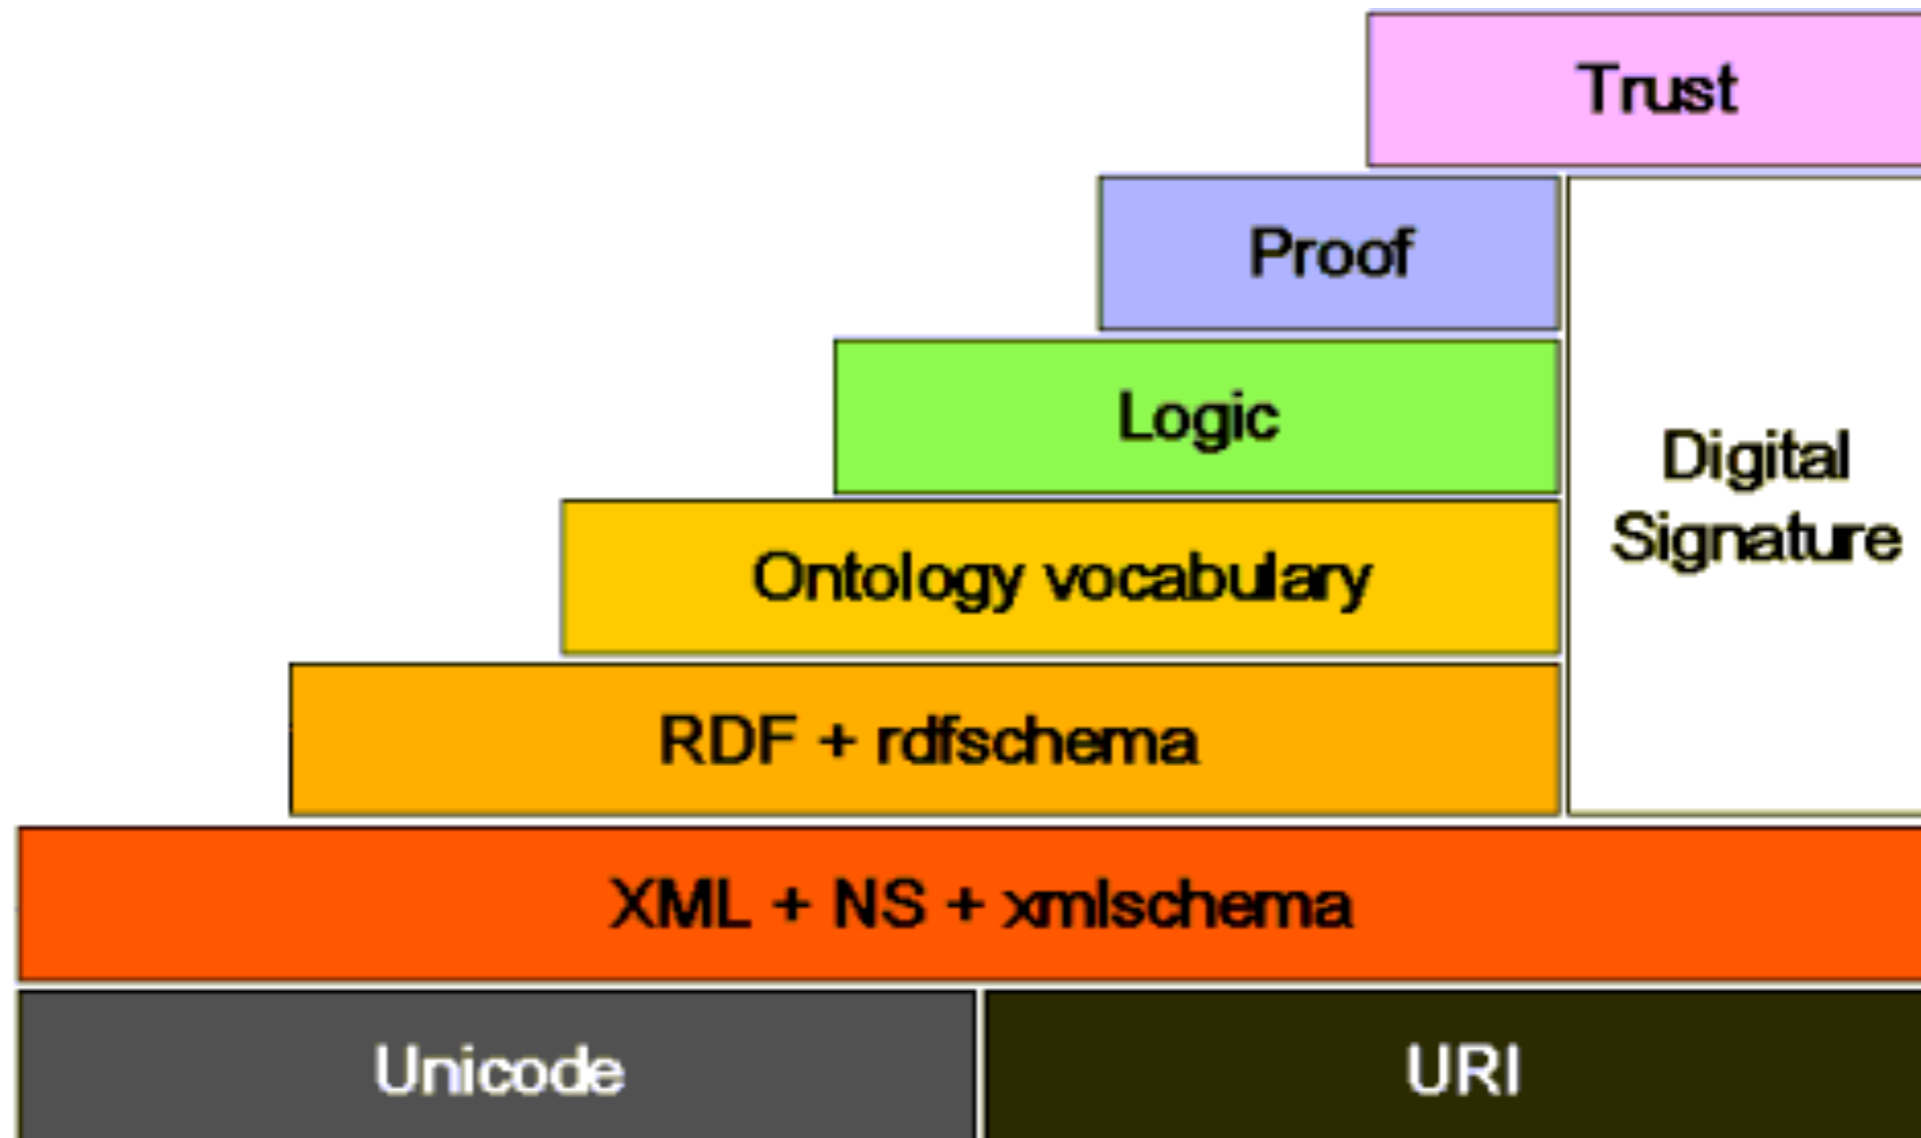 Trust
Proof
Logic
Digital
Signature
Ontology vocabulary
RDF + rdfschema
XML + NS + xmlschema
Unicode
URI